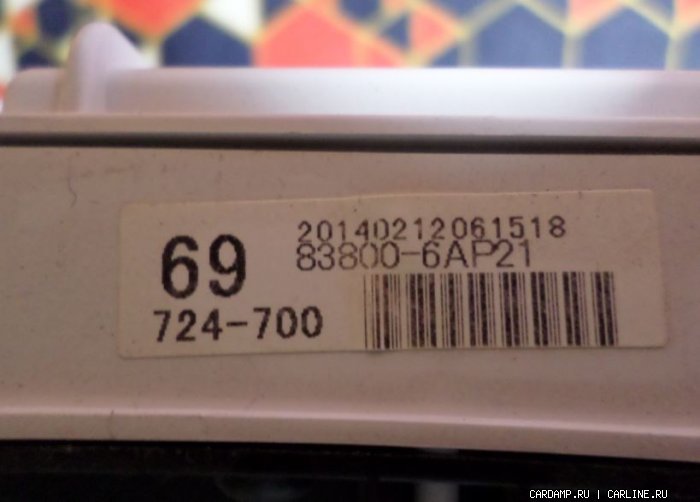 20140212061518
69
83800-6AP21
724-700
CARDAMP.RU | CARLINE.RU